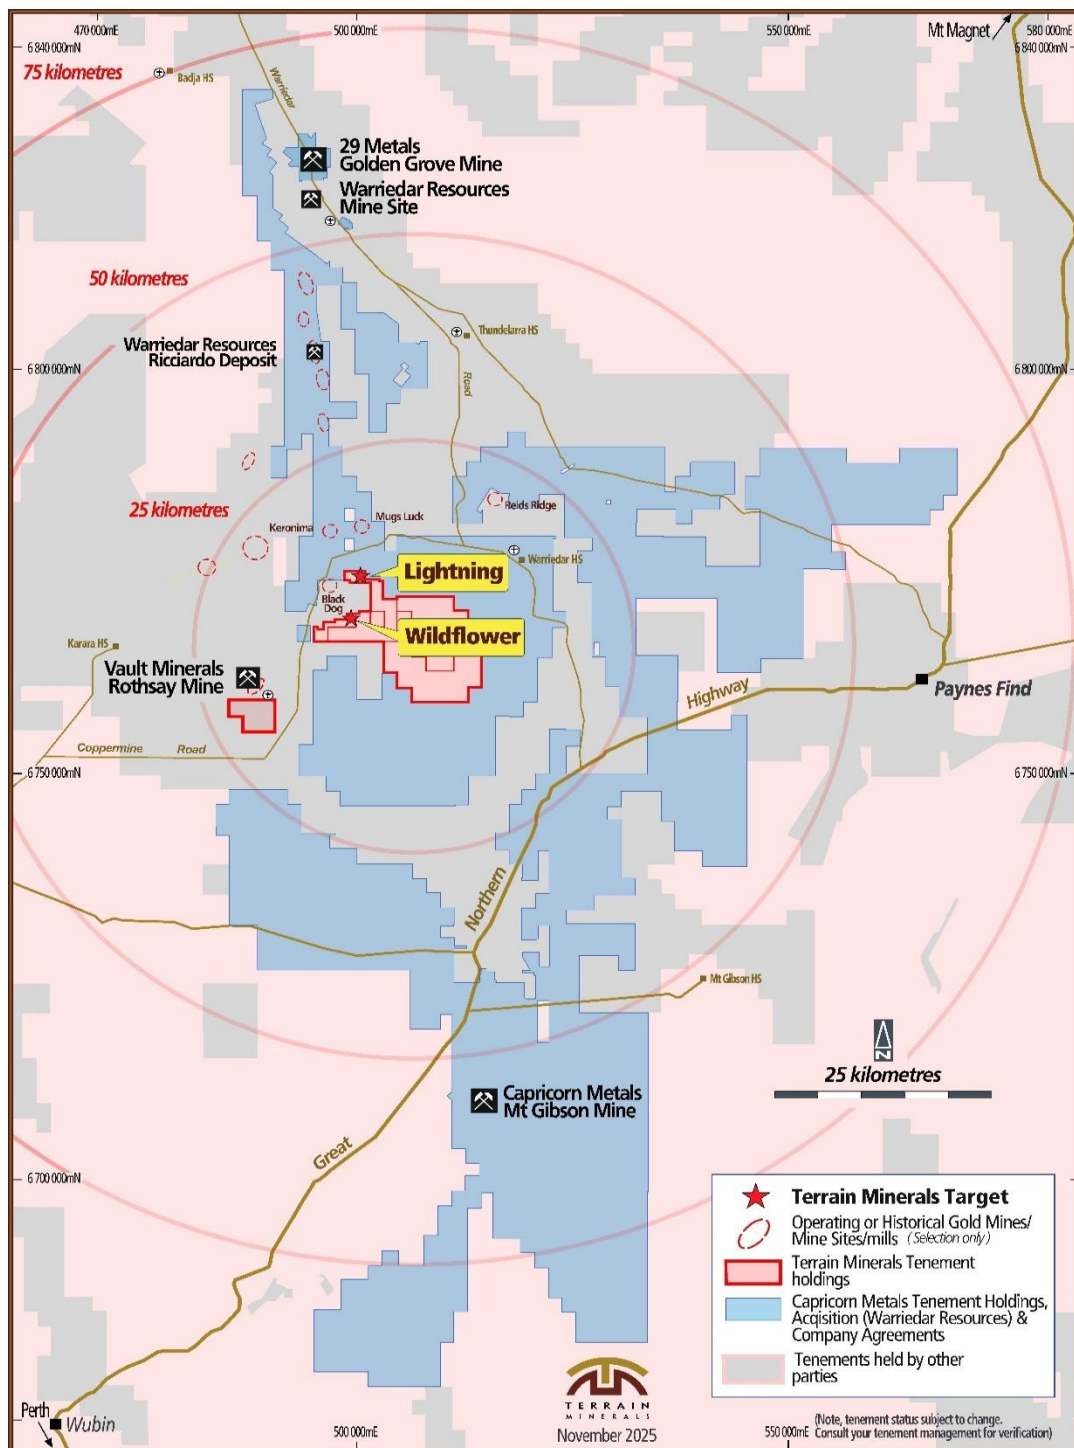 470 000mE
500 000mE
550 000mE
580 000mE
6 840 000mN
Mt Magnet
6 840 000mN
75 kilometres
Badja HS
Warriedar
29 Metals
Golden Grove Mine
Warriedar Resources
Mine Site
50 kilometres
Thundelarra HS
Warriedar Resources
Ricciardo Deposit
6 800 000mN
6 800 000mN
Road
25 kilometres
Reids Ridge
Mugs Luck
Keronima
Warriedar HS
Lightning
Black
Dog
Wildflower
Karara HS
Vault Minerals
Rothsay Mine
Paynes Find
Highway
Coppermine Road
6 750 000mN
6 750 000mN
Northern
Mt Gibson HS
N
25 kilometres
Capricorn Metals
Mt Gibson Mine
Great
6 700 000mN
Terrain Minerals Target
Operating or Historical Gold Mines/
Mine Sites/mills (Selection only)
Terrain Minerals Tenement
holdings
Capricorn Metals Tenement Holdings,
Acqisition (Warriedar Resources) &
Company Agreements
Tenements held by other
parties
Perth
Wubin
TERRAIN
MINERALS
November 2025
500 000mE
550 000mE
(Note, tenement status subject to change.
Consult your tenement management for verification)